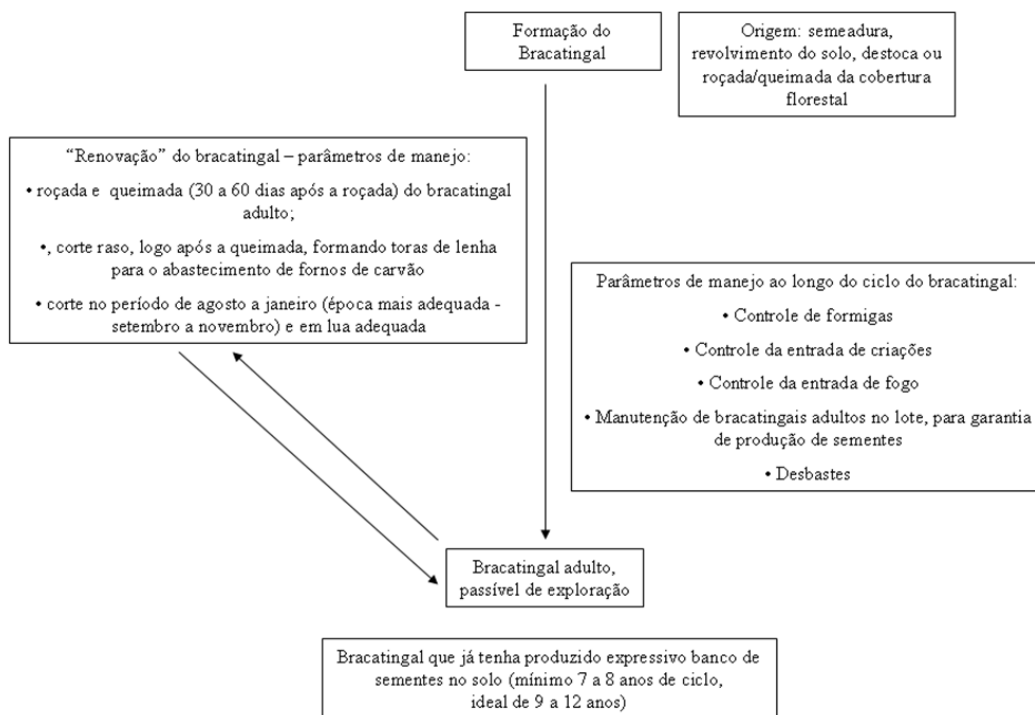 Formação do
Bracatingal
Origem: semeadura,
revolvimento do solo, destoca ou
roçada/queimada da cobertura
florestal
“Renovação” do bracatingal – parâmetros de manejo:
• roçada e queimada (30 a 60 dias após a roçada) do bracatingal
adulto;
•, corte raso, logo após a queimada, formando toras de lenha
para o abastecimento de fornos de carvão
• corte no período de agosto a janeiro (época mais adequada -
setembro a novembro) e em lua adequada
Parâmetros de manejo ao longo do ciclo do bracatingal:
• Controle de formigas
• Controle da entrada de criações
• Controle da entrada de fogo
• Manutenção de bracatingais adultos no lote, para garantia
de produção de sementes
• Desbastes
Bracatingal adulto,
passível de exploração
Bracatingal que já tenha produzido expressivo banco de
sementes no solo (mínimo 7 a 8 anos de ciclo,
ideal de 9 a 12 anos)